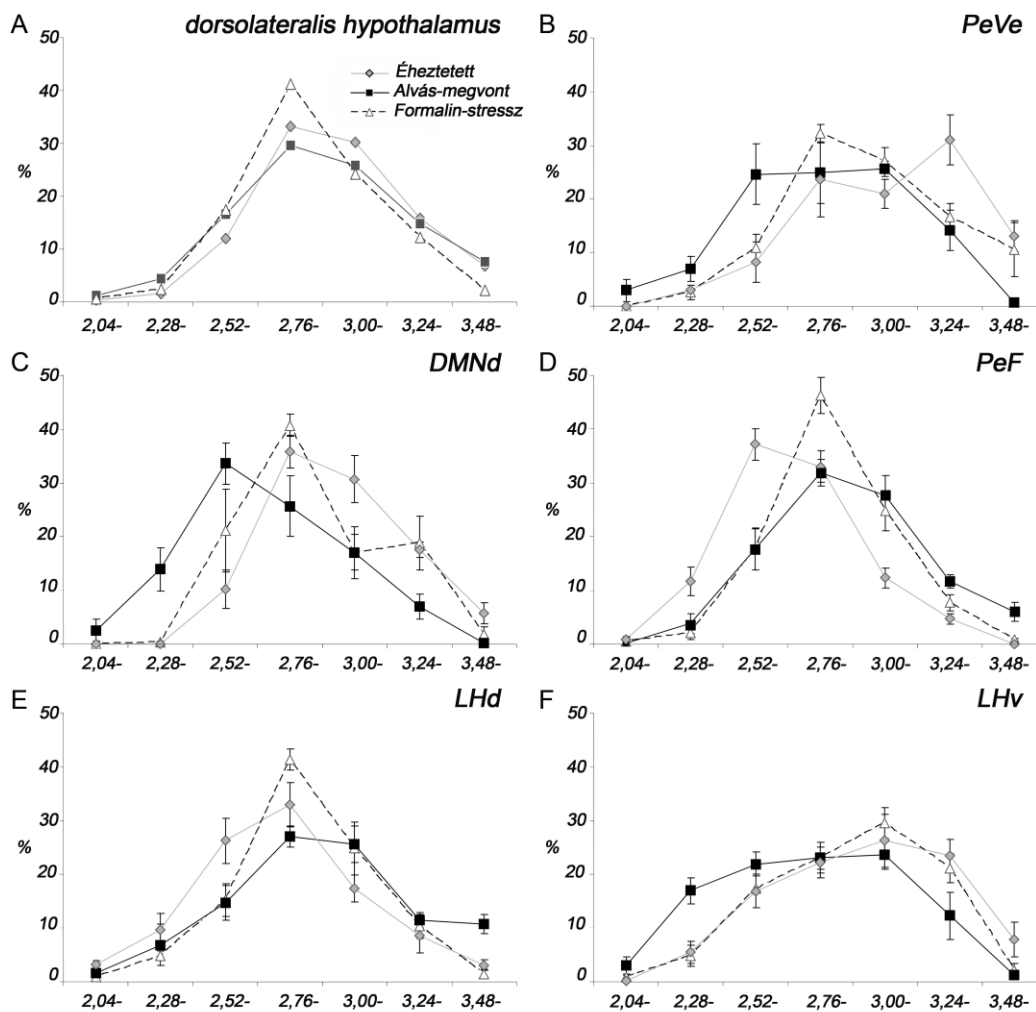 A dorsolateralis hypothalamus
50
40
30
%
20
10
0
Éheztetett
Alvás-megvont
Formalin-stressz
2,04- 2,28- 2,52- 2,76- 3,00- 3,24- 3,48-
B PeVe
50
40
30
%
20
10
0
2,04- 2,28- 2,52- 2,76- 3,00- 3,24- 3,48-
C DMNd
50
40
30
%
20
10
0
2,04- 2,28- 2,52- 2,76- 3,00- 3,24- 3,48-
D PeF
50
40
30
%
20
10
0
2,04- 2,28- 2,52- 2,76- 3,00- 3,24- 3,48-
E LHd
50
40
30
%
20
10
0
2,04- 2,28- 2,52- 2,76- 3,00- 3,24- 3,48-
F LHv
50
40
30
%
20
10
0
2,04- 2,28- 2,52- 2,76- 3,00- 3,24- 3,48-